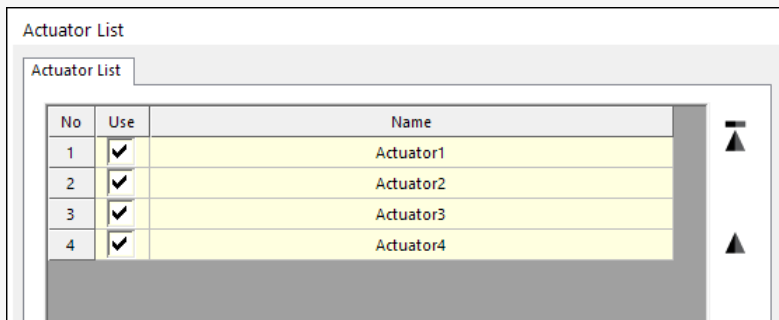 Actuator List
Actuator List
No Use Name
1 Actuator1
2 Actuator2
3 Actuator3
4 Actuator4